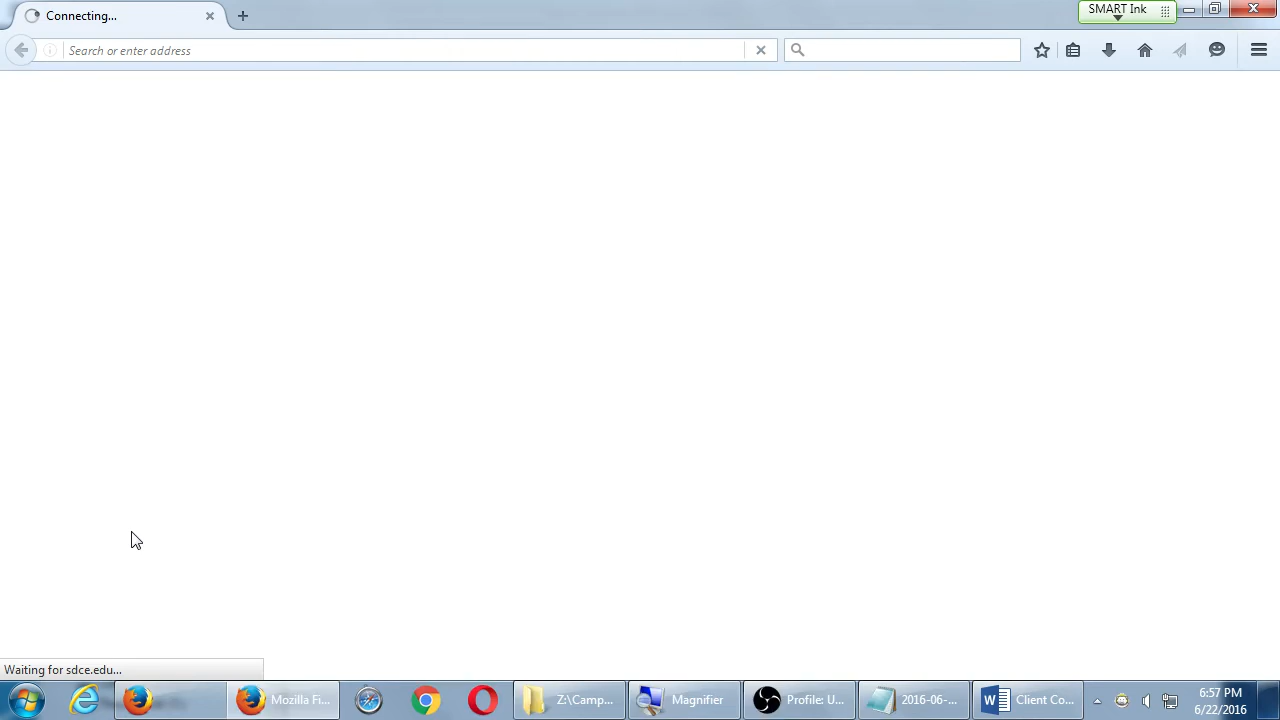 Connecting...
SMART Ink
Search or enter address
Waiting for sdce.edu...
Mozilla Fi...
Z:\Camp...
Magnifier
Profile: U...
2016-06-...
Client Co...
6:57 PM
6/22/2016